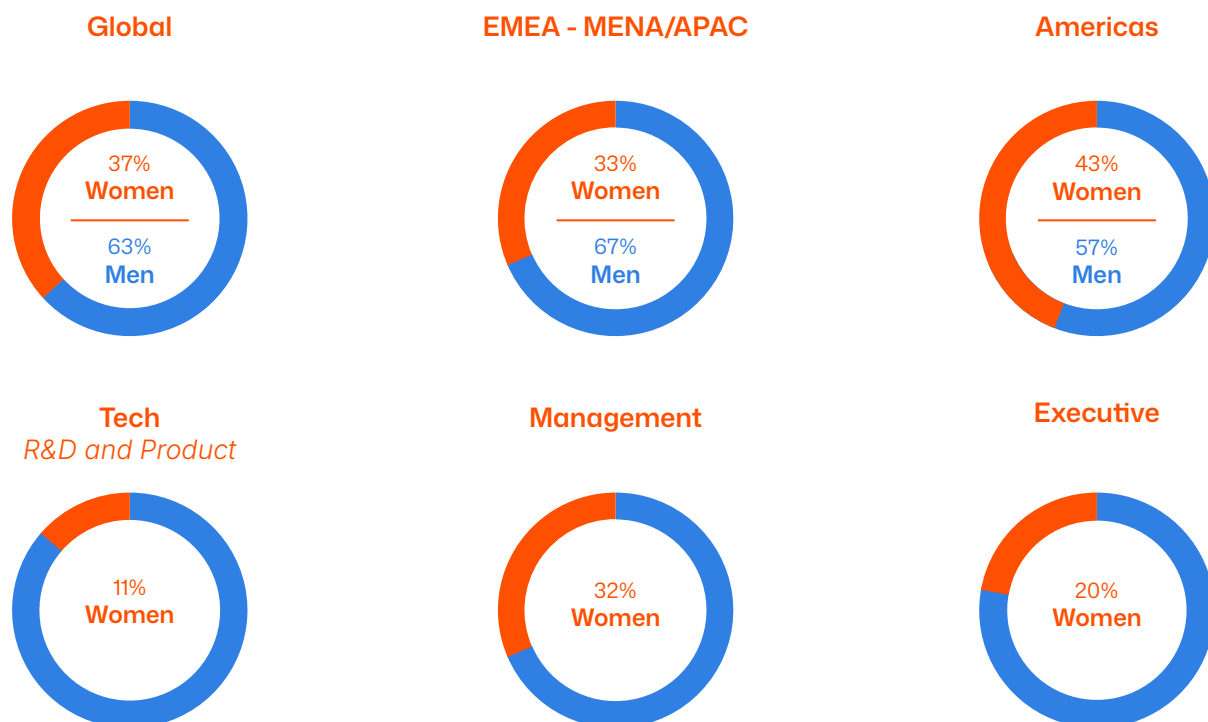 Global
37%
Women
63%
Men
EMEA - MENA/APAC
33%
Women
67%
Men
Americas
43%
Women
57%
Men
Tech
R&D and Product
11%
Women
Management
32%
Women
Executive
20%
Women